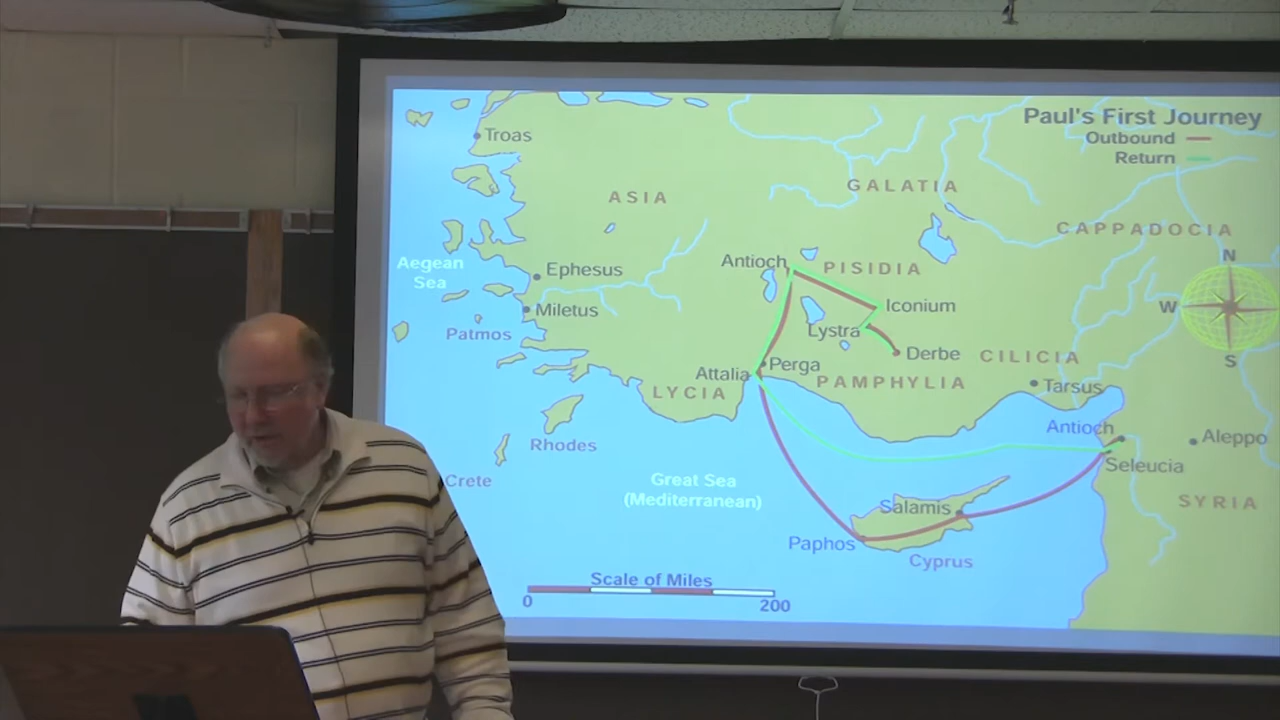 Paul's First Journey
Outbound
Return
Troas
ASIA
GALATIA
CAPPADOCIA
N
W
S
Aegean
Sea
Ephesus
Antioch
PISIDIA
Miletus
Iconium
Patmos
Lystra
Derbe
CILICIA
Attalia
Perga
PAMPHYLIA
LYCIA
Tarsus
Antioch
Aleppo
Rhodes
Seleucia
Crete
Great Sea
(Mediterranean)
SYRIA
Salamis
Paphos
Cyprus
Scale of Miles
0 200